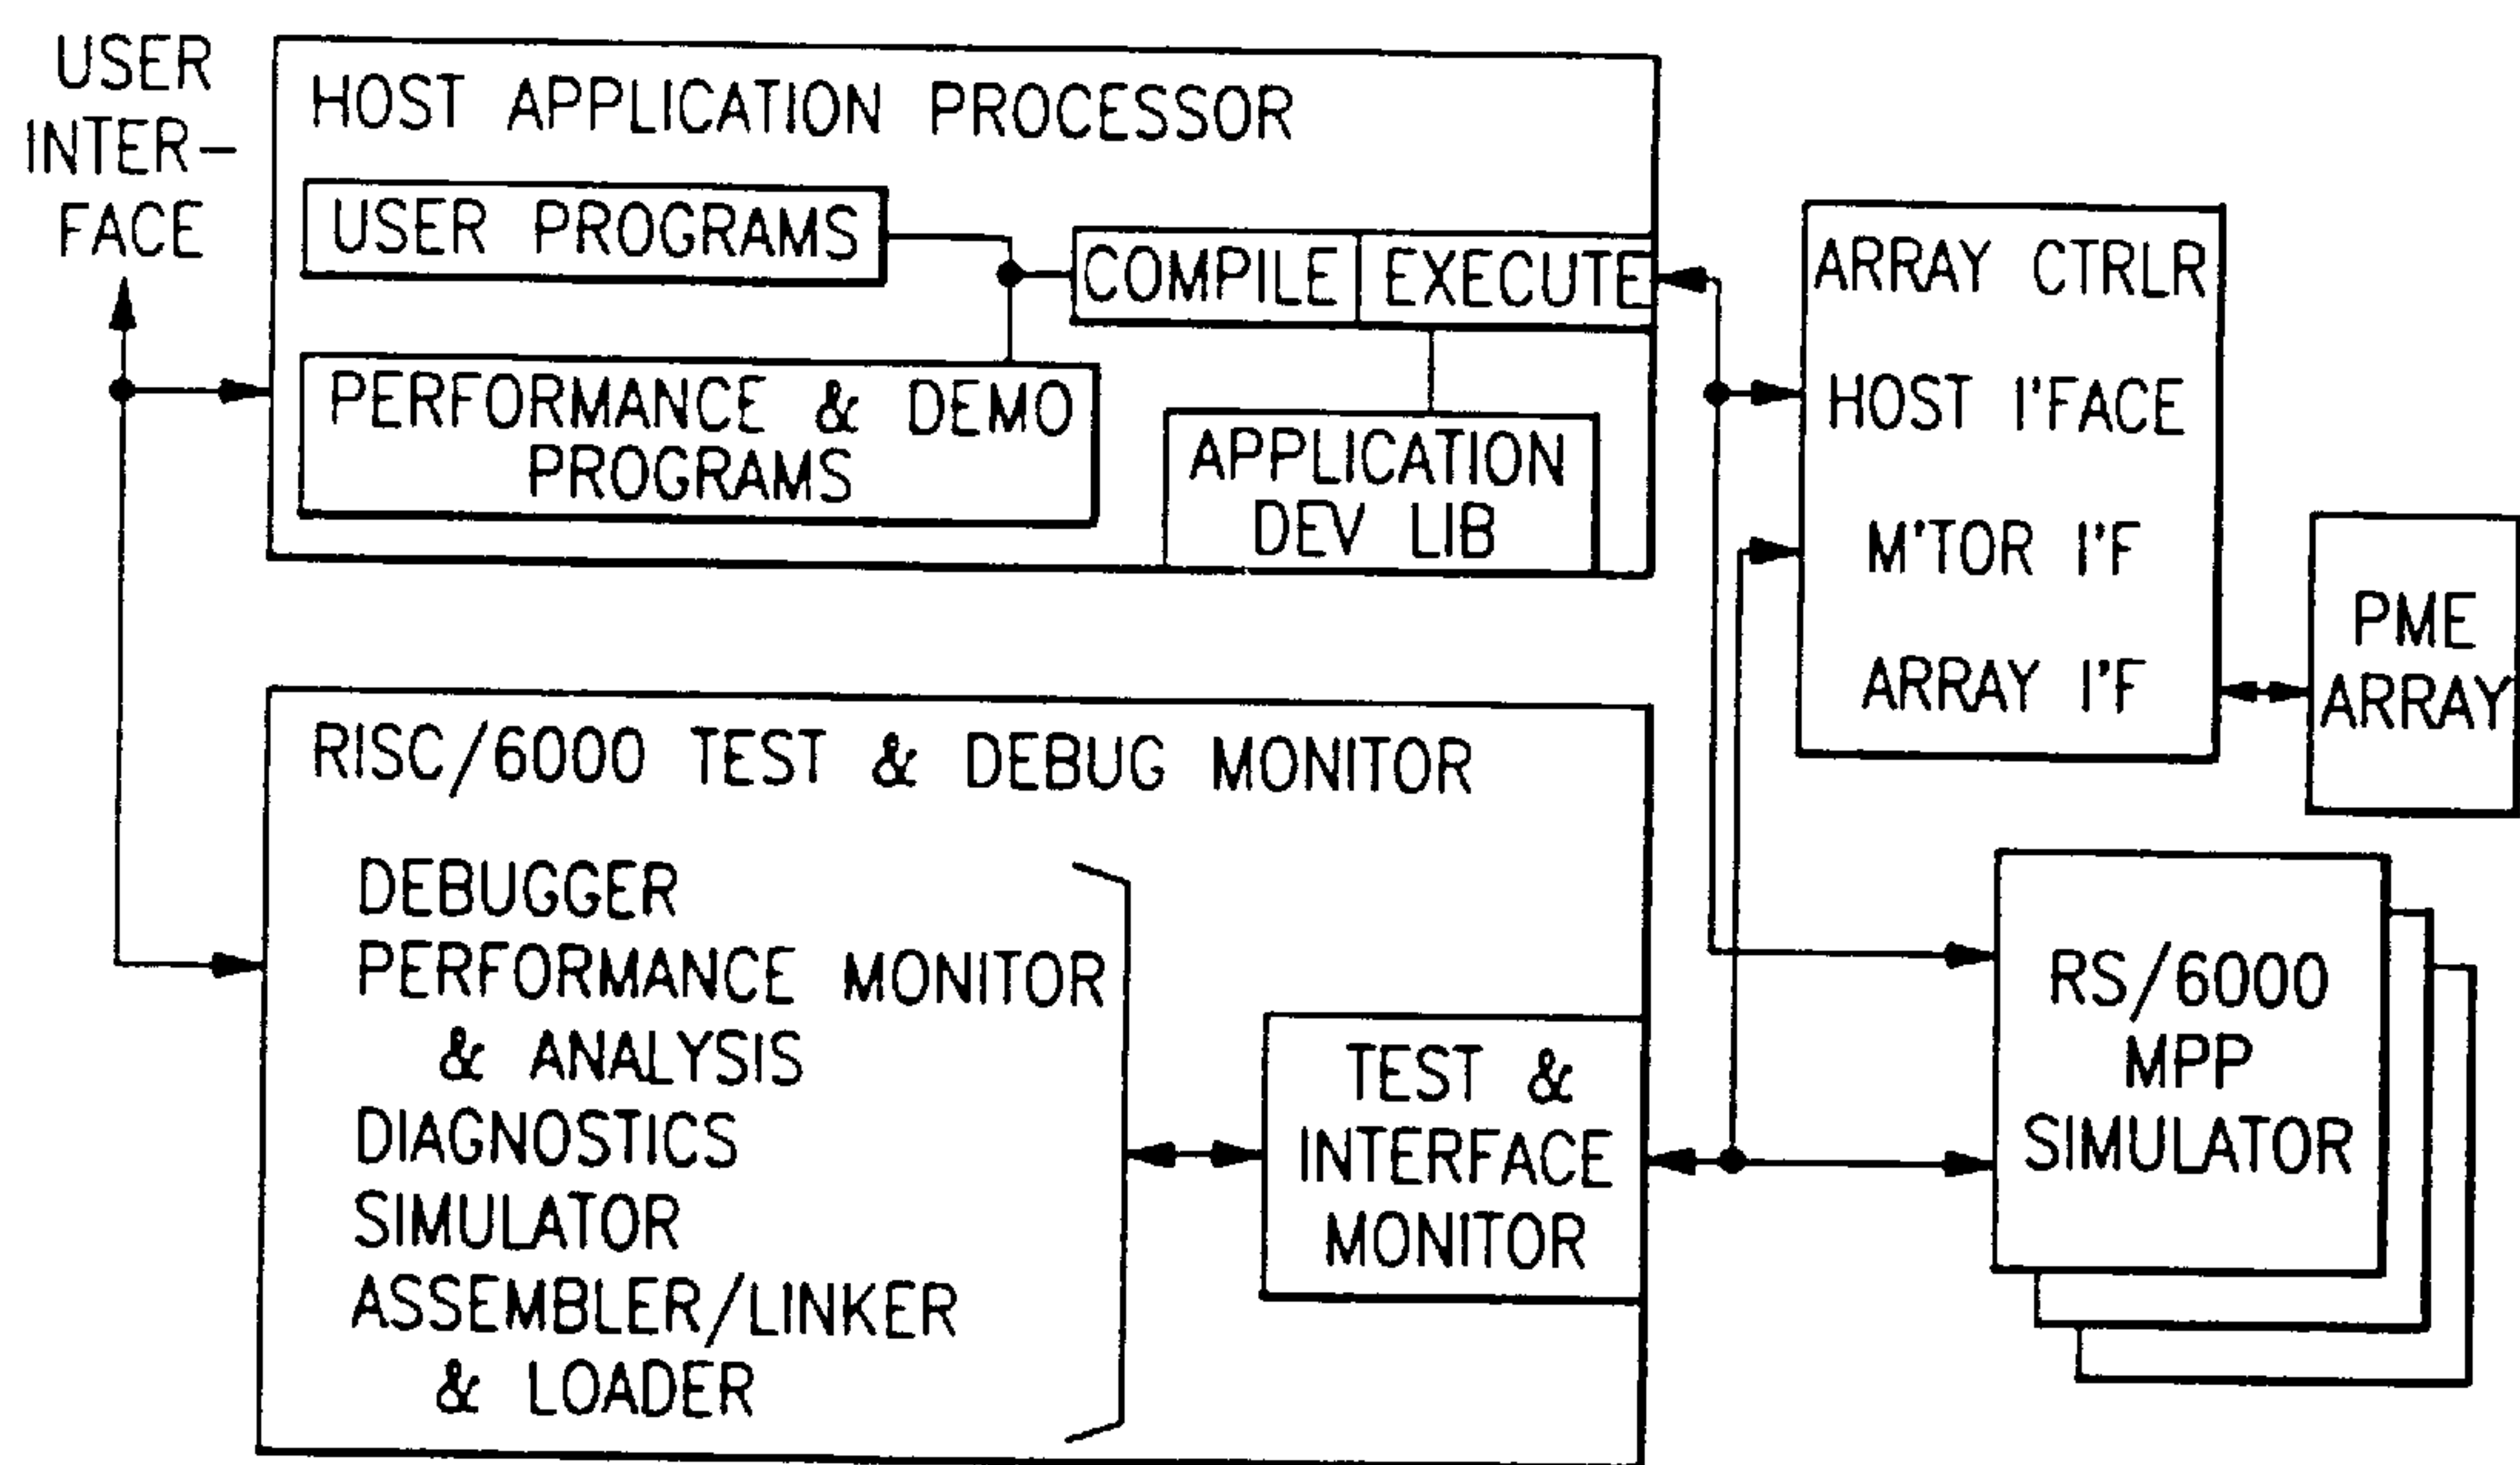 USER
INTER-
FACE
HOST APPLICATION PROCESSOR
USER PROGRAMS
COMPILE
EXECUTE
PERFORMANCE & DEMO
PROGRAMS
APPLICATION
DEV LIB
ARRAY CTRLR
HOST I'FACE
M'TOR I'F
ARRAY I'F
PME
ARRAY
RISC/6000 TEST & DEBUG MONITOR
DEBUGGER
PERFORMANCE MONITOR
& ANALYSIS
DIAGNOSTICS
SIMULATOR
ASSEMBLER/LINKER
& LOADER
TEST &
INTERFACE
MONITOR
RS/6000
MPP
SIMULATOR